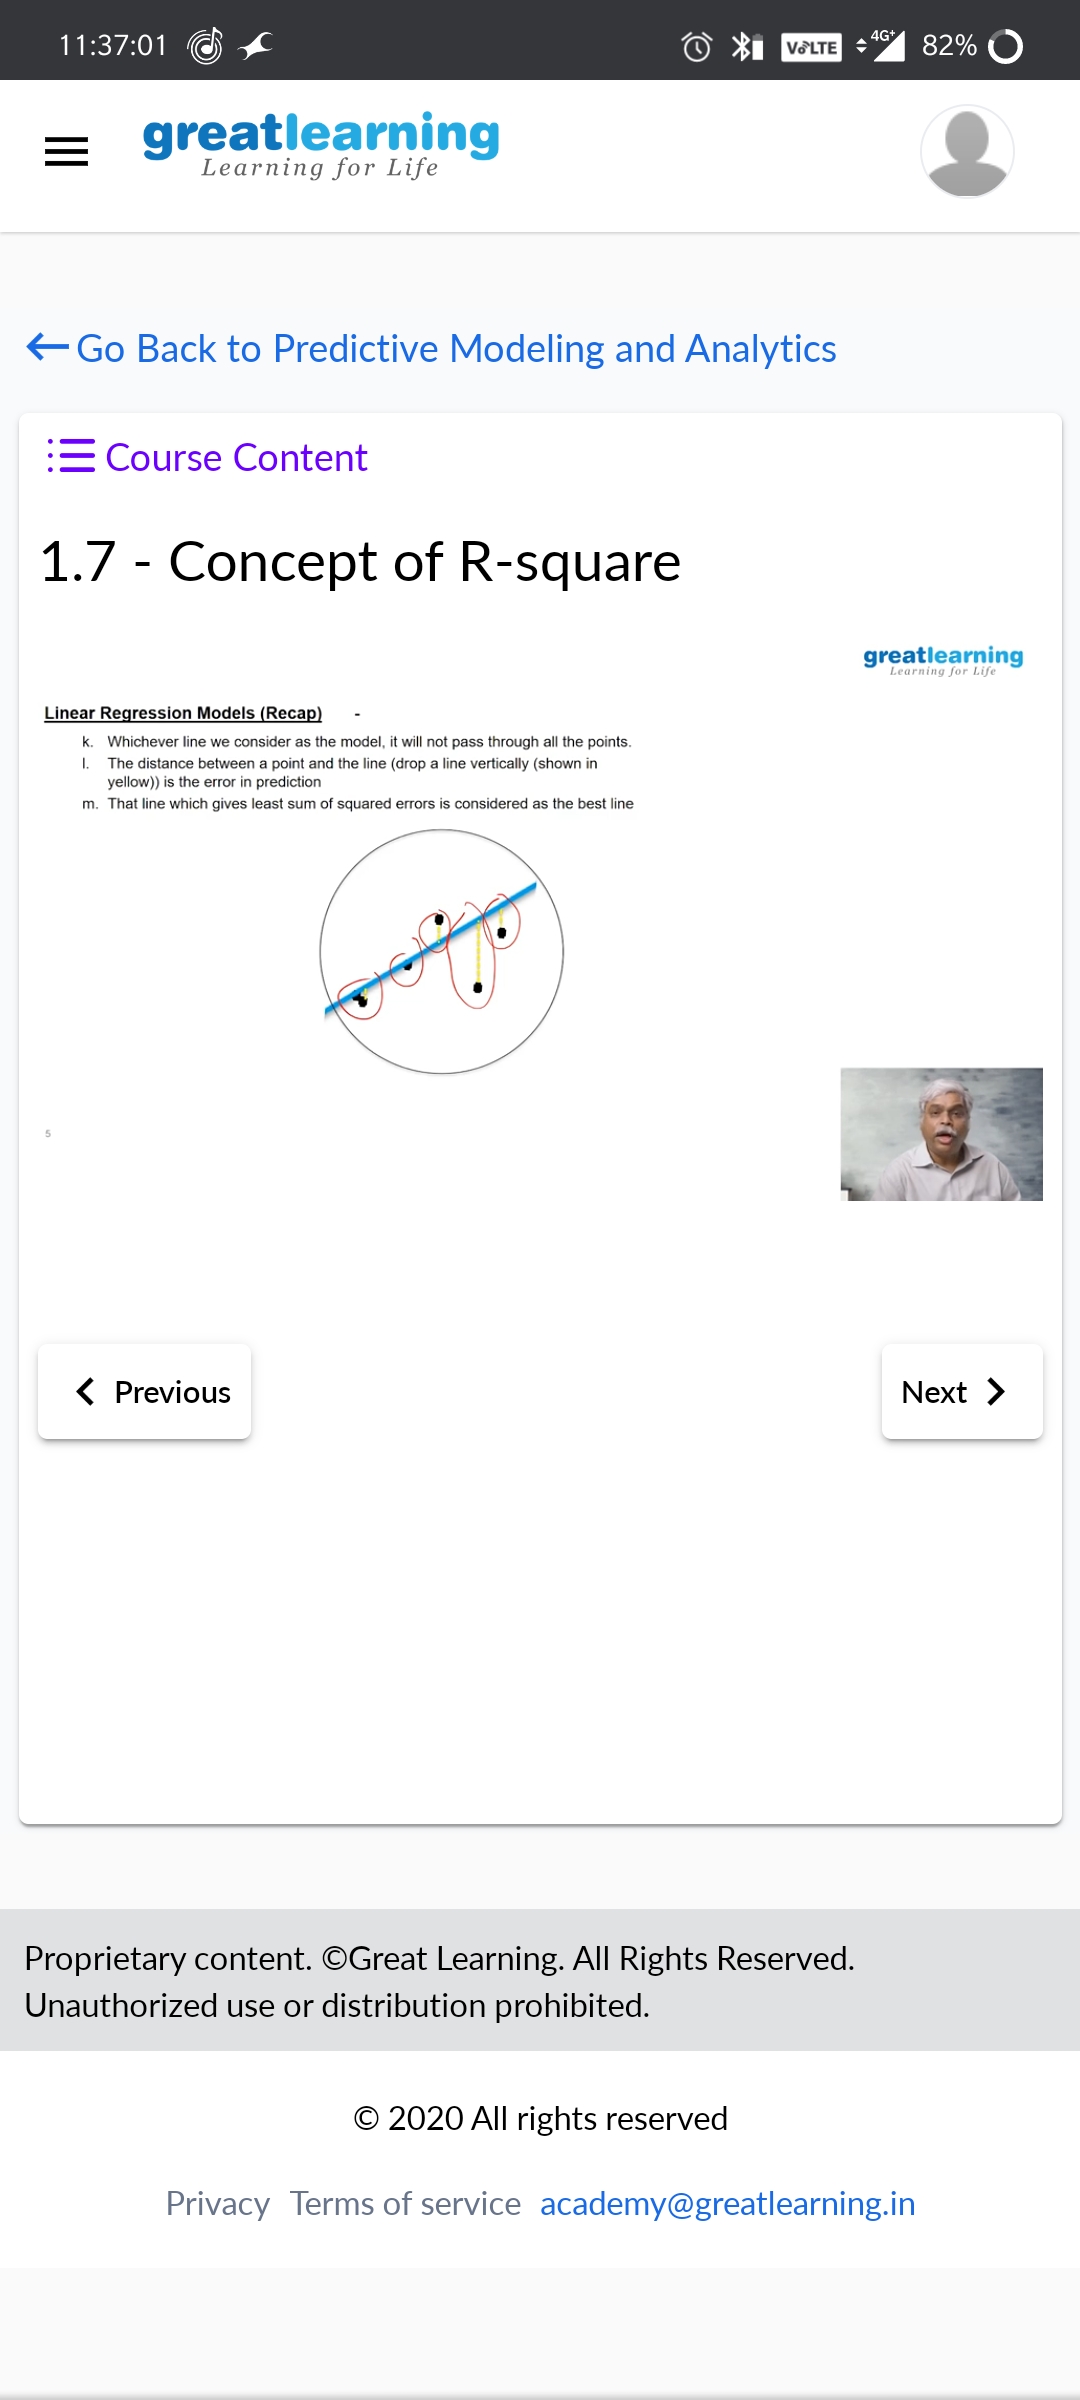 11:37:01 VoLTE 4G+ 82%
greatlearning
Learning for Life
Go Back to Predictive Modeling and Analytics
Course Content
1.7 - Concept of R-square
greatlearning
Learning for Life
Linear Regression Models (Recap) -
k. Whichever line we consider as the model, it will not pass through all the points.
l. The distance between a point and the line (drop a line vertically (shown in
yellow)) is the error in prediction
m. That line which gives least sum of squared errors is considered as the best line
5
Previous
Next
Proprietary content. ©Great Learning. All Rights Reserved.
Unauthorized use or distribution prohibited.
© 2020 All rights reserved
Privacy Terms of service academy@greatlearning.in